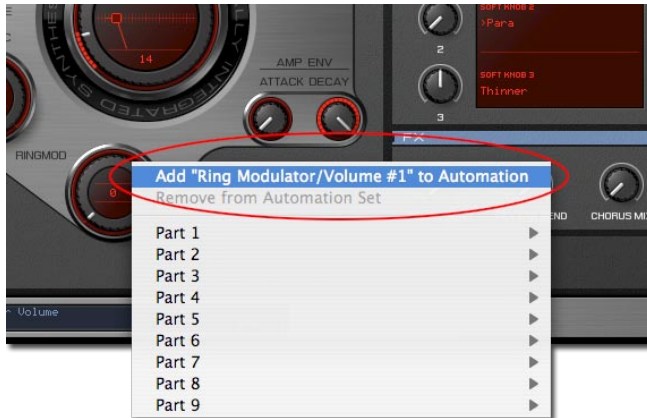 SOFT KNOB 2
>Para
14
2
AMP ENV
ATTACK DECAY
SOFT KNOB 3
Thinner
3
FX
RINGMOD
0
Add "Ring Modulator/Volume #1" to Automation
Remove from Automation Set
END
CHORUS MI
Part 1
Part 2
Part 3
Part 4
^ Volume
Part 5
Part 6
Part 7
Part 8
Part 9